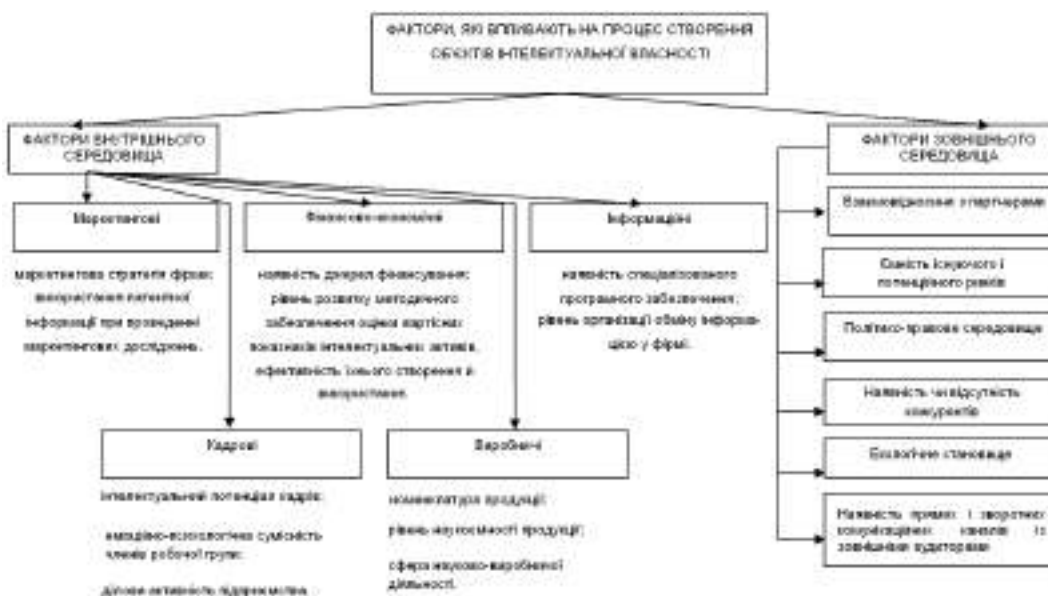 ФАКТОРИ, ЯКІ ВПЛИВАЮТЬ НА ПРОЦЕС СТВОРЕННЯ
ОБ'ЄКТІВ ІНТЕЛЕКТУАЛЬНОЇ ВЛАСНОСТІ
ФАКТОРИ ВНУТРІШНЬОГО
СЕРЕДОВИЩА
ФАКТОРИ ЗОВНІШНЬОГО
СЕРЕДОВИЩА
Маркетингові
маркетингова стратегія фірми;
використання патентної
інформації при проведенні
маркетингових досліджень.
Фінансово-економічні
наявність джерел фінансування;
рівень розвитку методичного
забезпечення оцінки вартісних
показників інтелектуальних активів,
ефективність їхнього створення й
використання.
Інформаційні
наявність спеціалізованого
програмного забезпечення;
рівень організації обміну інформа-
цією у фірмі.
Кадрові
інтелектуальний потенціал кадрів;
емоційно-психологічна сумісність
членів робочої групи;
ділова активність підприємства.
Виробничі
номенклатура продукції;
рівень наукоємності продукції;
сфера науково-виробничої
діяльності.
Взаємовідносини з партнерами
Ємність існуючого і
потенційного ринків
Політико-правове середовище
Наявність чи відсутність
конкурентів
Екологічне становище
Наявність прямих і зворотних
комунікаційних каналів із
зовнішніми аудиторіями